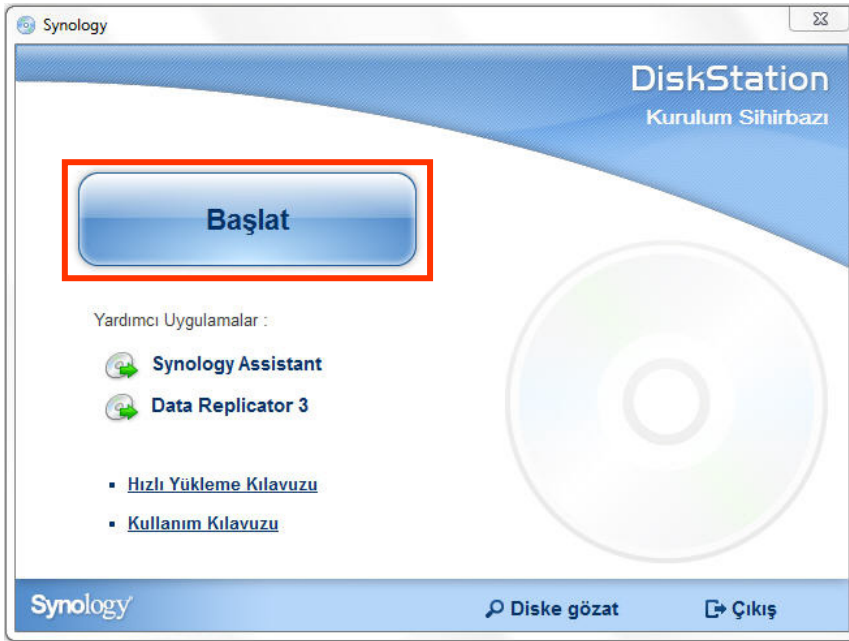 Synology
DiskStation
Kurulum Sihirbazı
Başlat
Yardımcı Uygulamalar :
Synology Assistant
Data Replicator 3
Hızlı Yükleme Kılavuzu
Kullanım Kılavuzu
Synology
Diske gözat
Çıkış